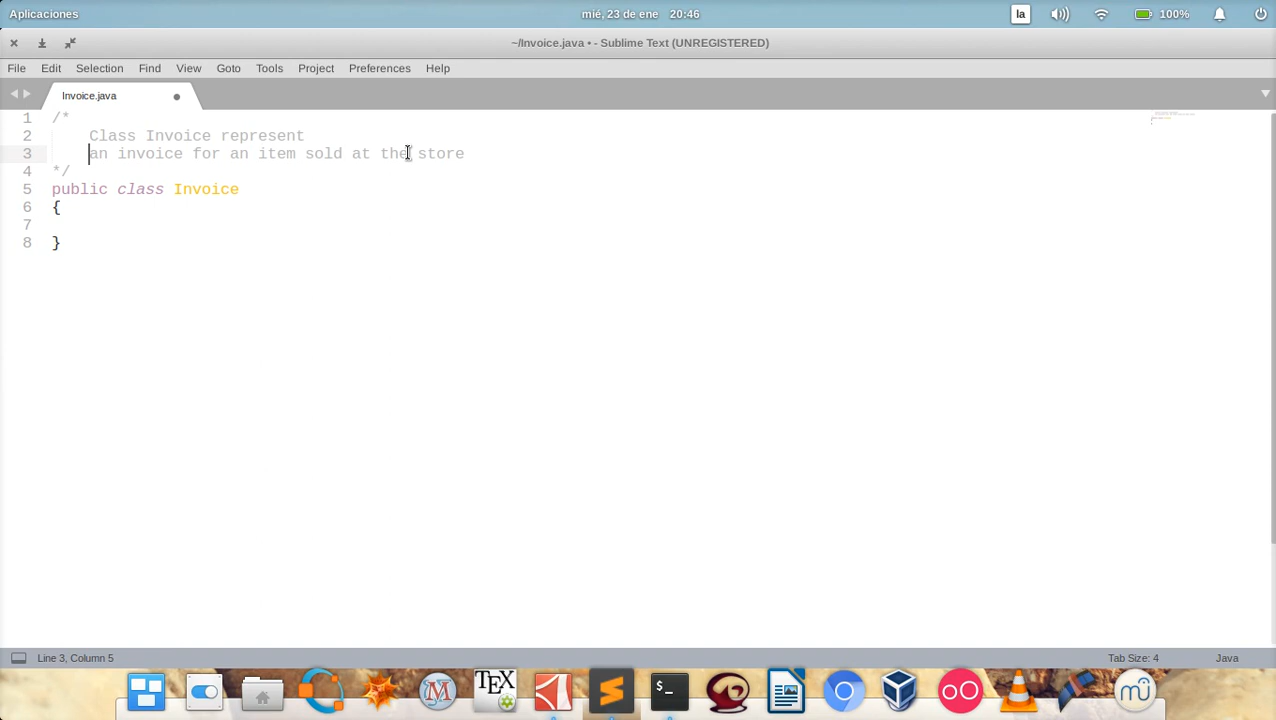 Aplicaciones mié, 23 de ene 20:46 la 100%
~/Invoice.java • - Sublime Text (UNREGISTERED)
File Edit Selection Find View Goto Tools Project Preferences Help
Invoice.java
1 /*
2 Class Invoice represent
3 an invoice for an item sold at the store
4 */
5 public class Invoice
6 {
7
8 }
Line 3, Column 5 Tab Size: 4 Java
TEX $_ mü